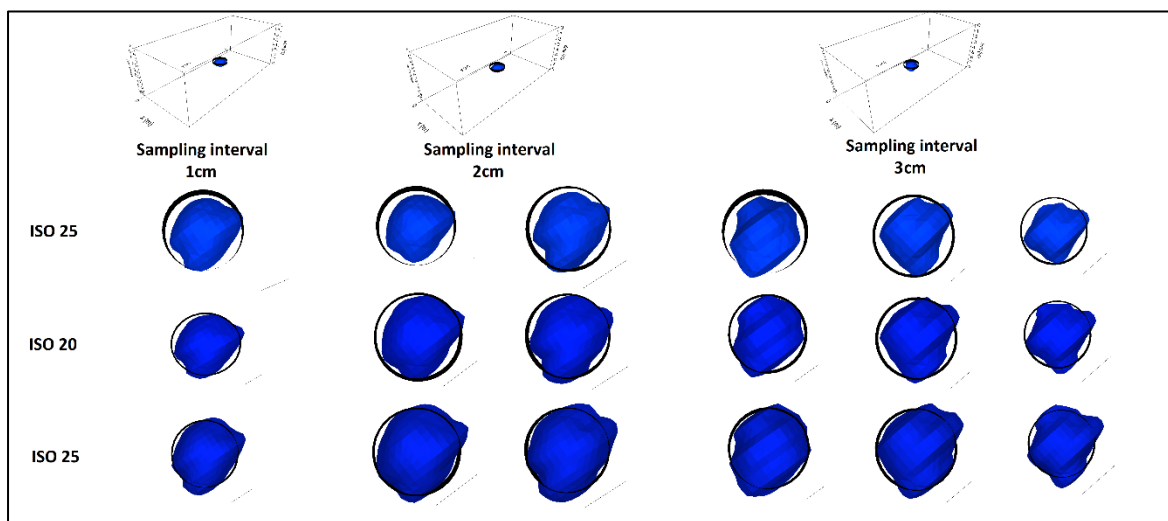 Sampling interval
1cm
Sampling interval
2cm
Sampling interval
3cm
ISO 25
ISO 20
ISO 25